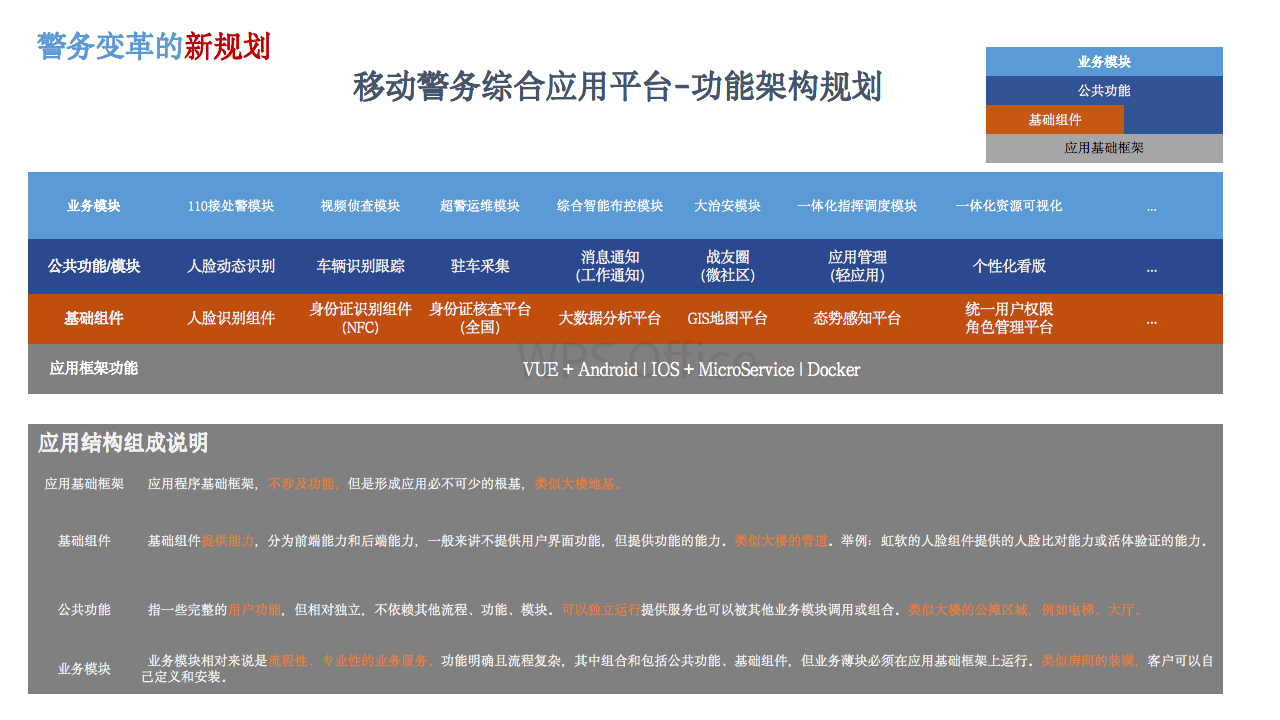 警务变革的新规划
移动警务综合应用平台-功能架构规划
业务模块
公共功能
基础组件
应用基础框架
业务模块 110接处警模块 视频侦查模块 超警运维模块 综合智能布控模块 大治安模块 一体化指挥调度模块 一体化资源可视化 ...
公共功能/模块 人脸动态识别 车辆识别跟踪 驻车采集 消息通知 (工作通知) 战友圈 (微社区) 应用管理 (轻应用) 个性化看版 ...
基础组件 人脸识别组件 身份证识别组件 (NFC) 身份证核查平台 (全国) 大数据分析平台 GIS地图平台 态势感知平台 统一用户权限 角色管理平台 ...
WPS Office
应用框架功能 VUE + Android | IOS + MicroService | Docker
应用结构组成说明
应用基础框架 应用程序基础框架，不涉及功能，但是形成应用必不可少的根基，类似大楼地基。
基础组件 基础组件提供能力，分为前端能力和后端能力，一般来讲不提供用户界面功能，但提供功能的能力。类似大楼的管道。举例：虹软的人脸组件提供的人脸比对能力或活体验证的能力。
公共功能 指一些完整的用户功能，但相对独立，不依赖其他流程、功能、模块。可以独立运行提供服务也可以被其他业务模块调用或组合。类似大楼的公摊区域，例如电梯、大厅。
业务模块 业务模块相对来说是流程性、专业性的业务服务。功能明确且流程复杂，其中组合和包括公共功能、基础组件，但业务薄块必须在应用基础框架上运行。类似房间的装潢，客户可以自
己定义和安装。